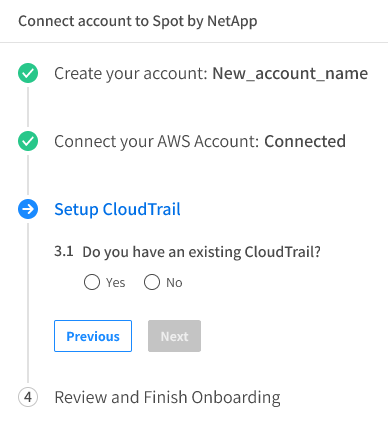 Connect account to Spot by NetApp
Create your account: New_account_name
Connect your AWS Account: Connected
Setup CloudTrail
3.1 Do you have an existing CloudTrail?
Yes No
Previous Next
4 Review and Finish Onboarding